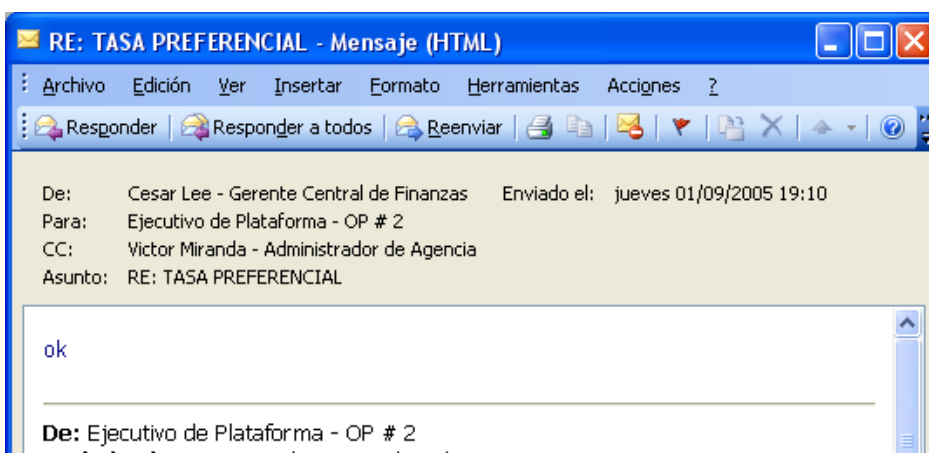 RE: TASA PREFERENCIAL - Mensaje (HTML)
Archivo Edición Ver Insertar Formato Herramientas Acciones ?
Responder Responder a todos Reenviar
De: Cesar Lee - Gerente Central de Finanzas Enviado el: jueves 01/09/2005 19:10
Para: Ejecutivo de Plataforma - OP # 2
CC: Victor Miranda - Administrador de Agencia
Asunto: RE: TASA PREFERENCIAL
ok
De: Ejecutivo de Plataforma - OP # 2